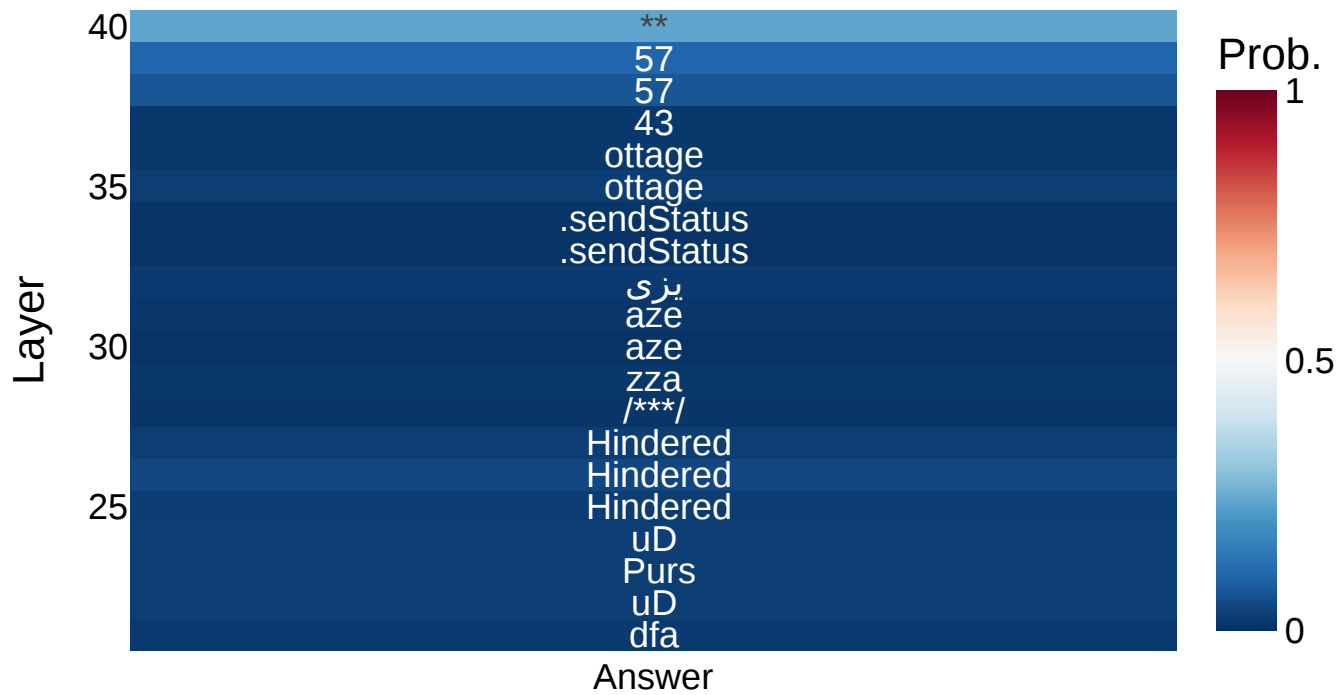 40
**
57
57
43
ottage
35
ottage
.sendStatus
.sendStatus
یزی
aze
30
aze
zza
/***/
Hindered
Hindered
25
Hindered
uD
Purs
uD
dfa
Layer
Answer
Prob.
1
0.5
0